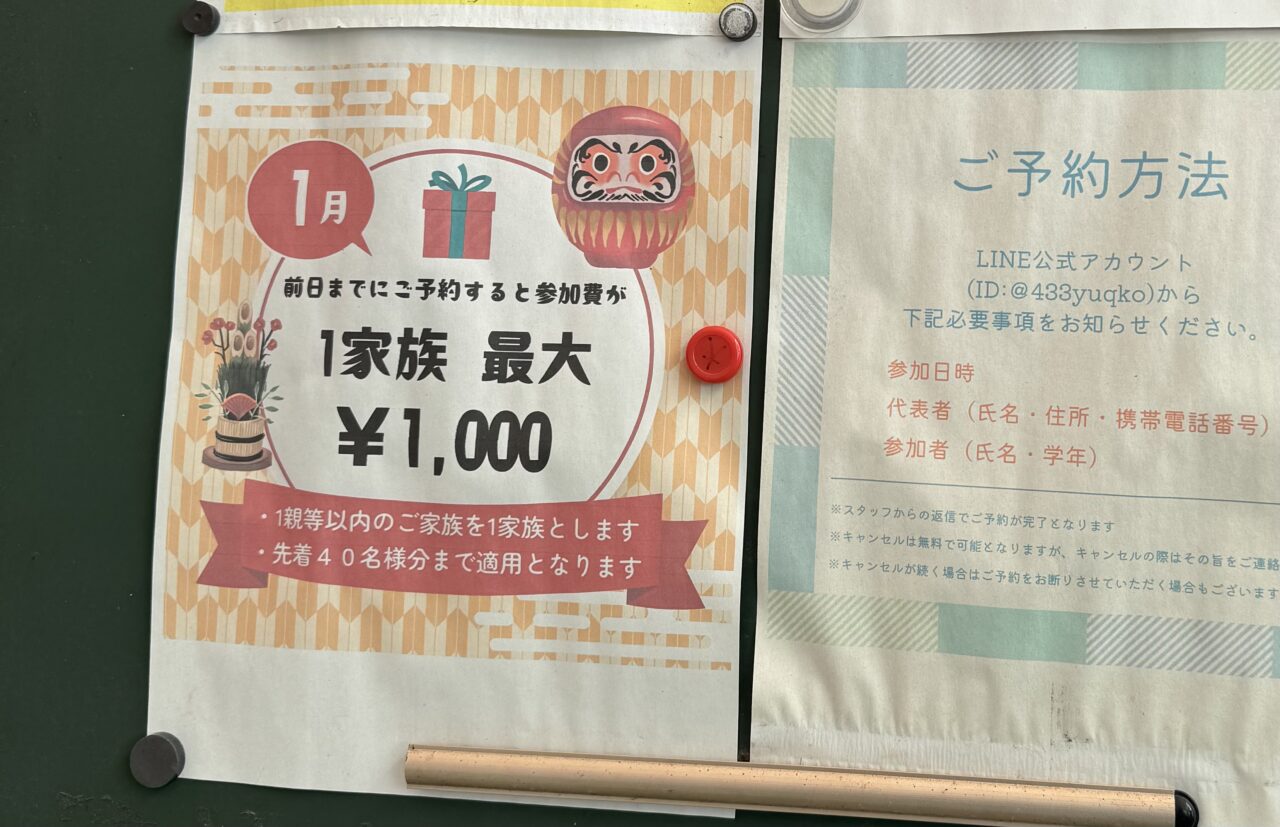 1月
前日までにご予約すると参加費が
1家族 最大
¥1,000
・1親等以内のご家族を1家族とします
・先着40名様分まで適用となります
ご予約方法
LINE公式アカウント
(ID:@433yuqko)から
下記必要事項をお知らせください。
参加日時
代表者（氏名・住所・携帯電話番号）
参加者（氏名・学年）
※スタッフからの返信でご予約が完了となります
※キャンセルは無料で可能となりますが、キャンセルの際はその旨をご連絡
※キャンセルが続く場合はご予約をお断りさせていただく場合もございます